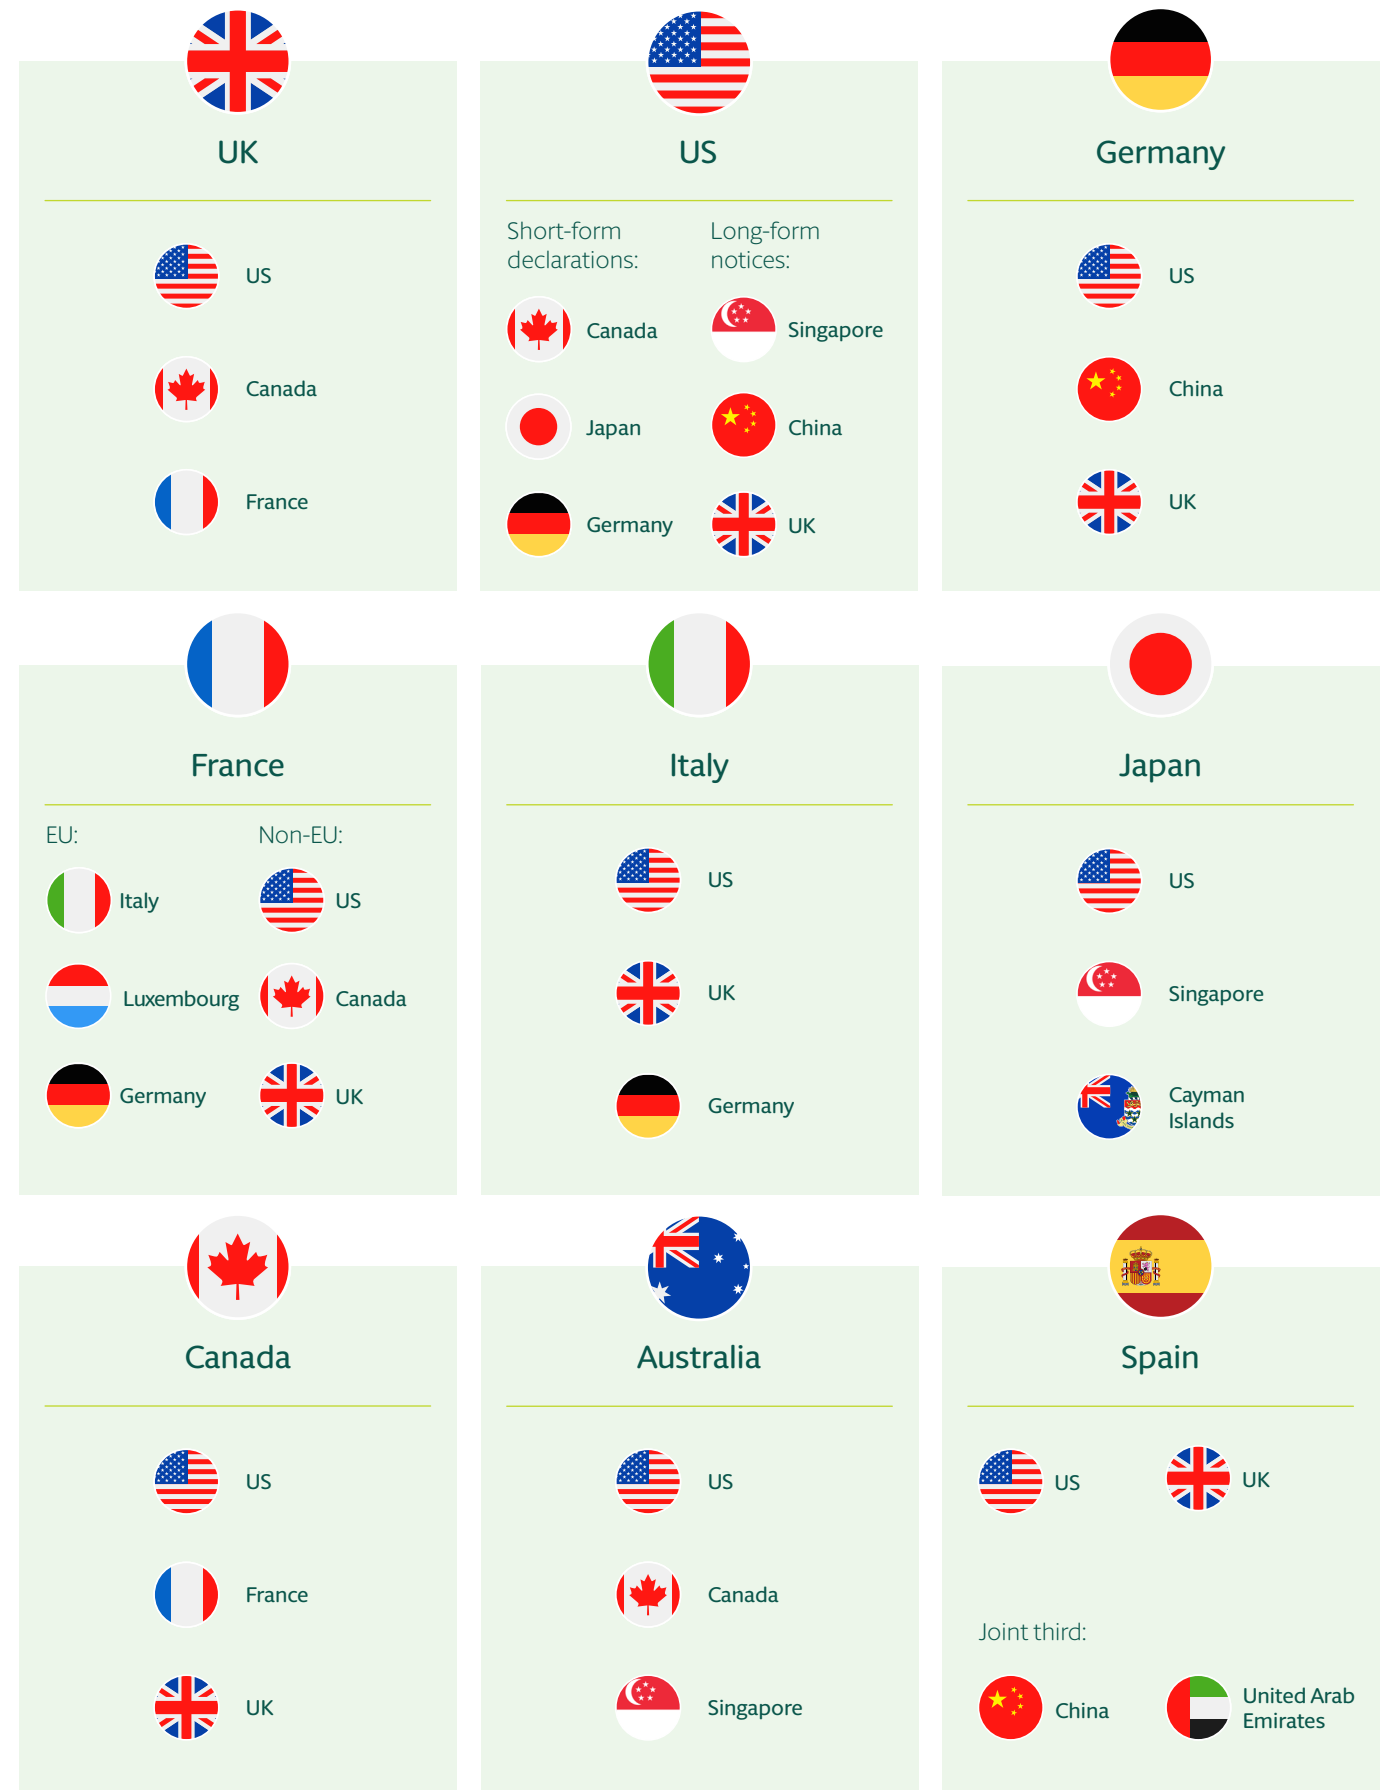 UK
US
Canada
France
US
Short-form
declarations:
Canada
Japan
Germany
Long-form
notices:
Singapore
China
UK
Germany
US
China
UK
France
EU:
Italy
Luxembourg
Germany
Non-EU:
US
Canada
UK
Italy
US
UK
Germany
Japan
US
Singapore
Cayman
Islands
Canada
US
France
UK
Australia
US
Canada
Singapore
Spain
US
UK
Joint third:
China
United Arab
Emirates